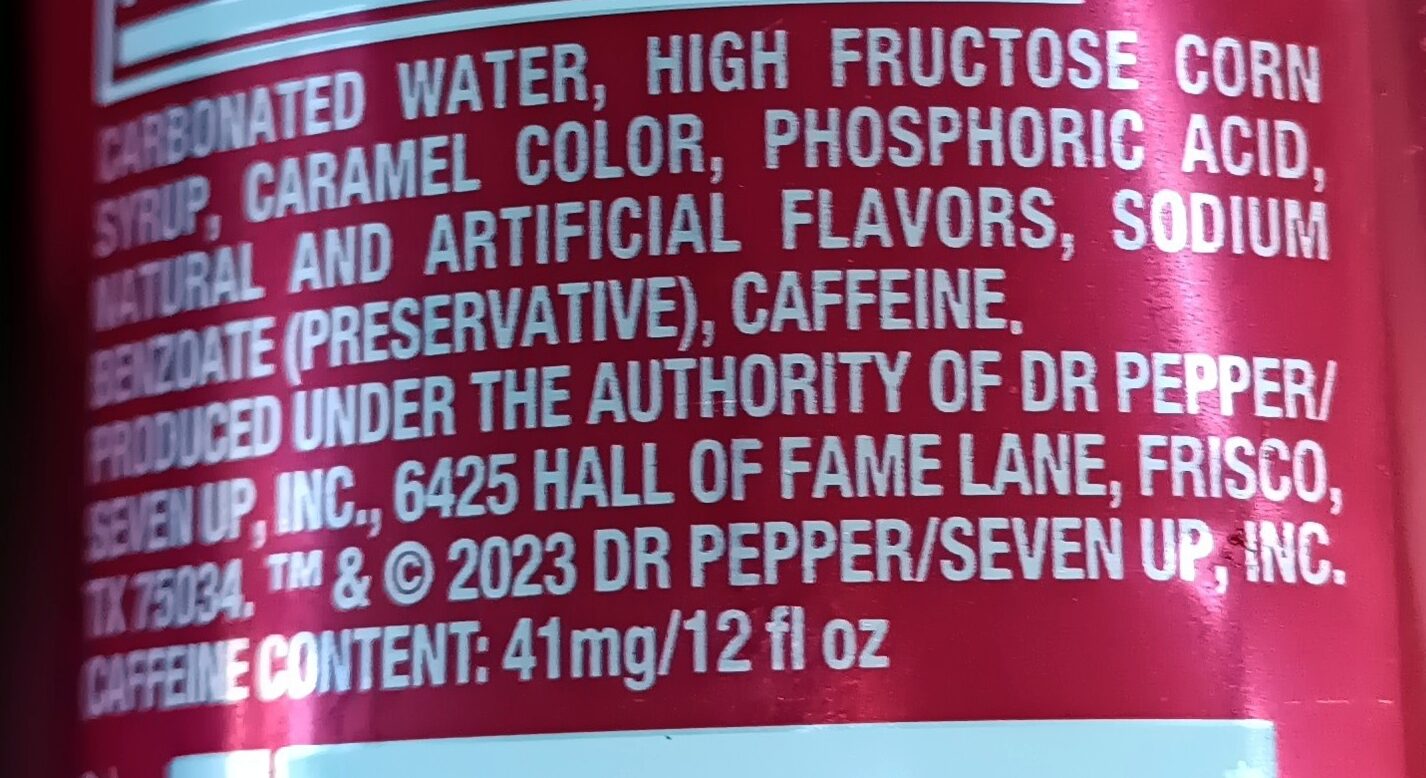 CARBONATED WATER, HIGH FRUCTOSE CORN
SYRUP, CARAMEL COLOR, PHOSPHORIC ACID,
NATURAL AND ARTIFICIAL FLAVORS, SODIUM
BENZOATE (PRESERVATIVE), CAFFEINE.
PRODUCED UNDER THE AUTHORITY OF DR PEPPER/
SEVEN UP, INC., 6425 HALL OF FAME LANE, FRISCO,
TX 75034. ™ & © 2023 DR PEPPER/SEVEN UP, INC.
CAFFEINE CONTENT: 41mg/12 fl oz